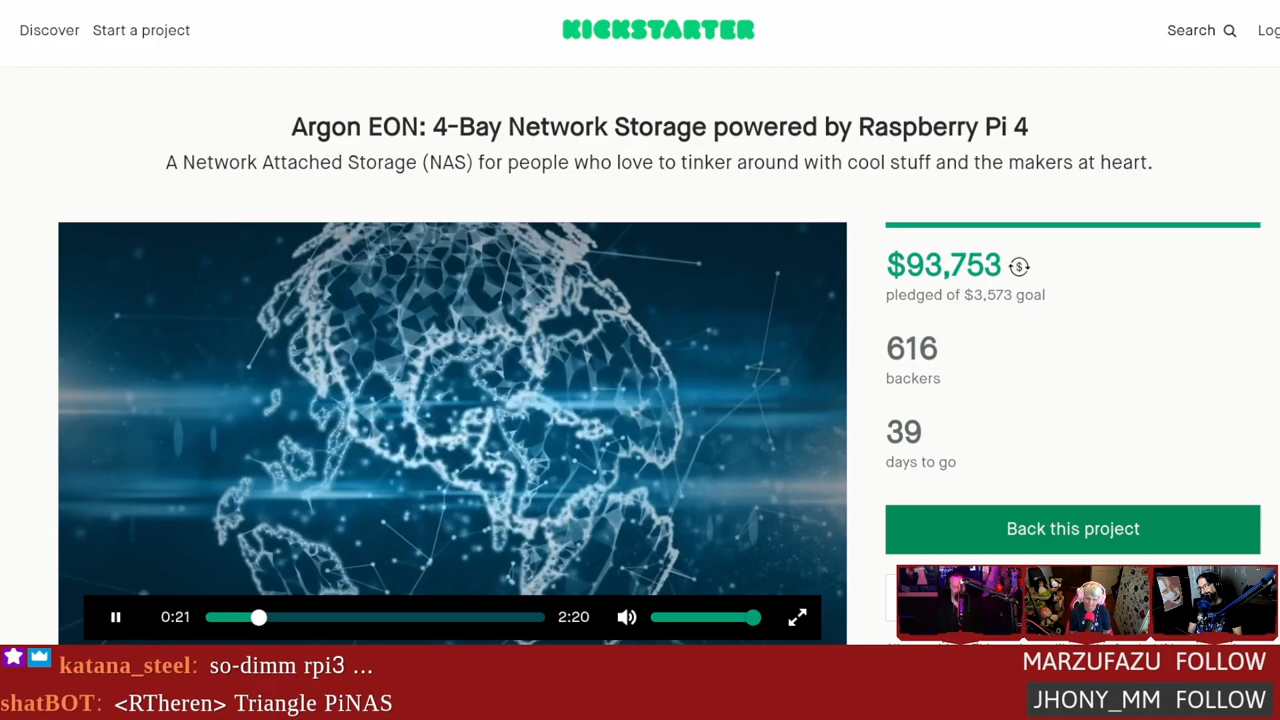 Discover Start a project KICKSTARTER Search
Argon EON: 4-Bay Network Storage powered by Raspberry Pi 4
A Network Attached Storage (NAS) for people who love to tinker around with cool stuff and the makers at heart.
$93,753
pledged of $3,573 goal
616
backers
39
days to go
Back this project
0:21 2:20
katana_steel: so-dimm rpi3 ...
shatBOT: <RTheren> Triangle PiNAS
MARZUFAZU FOLLOW
JHONY_MM FOLLOW